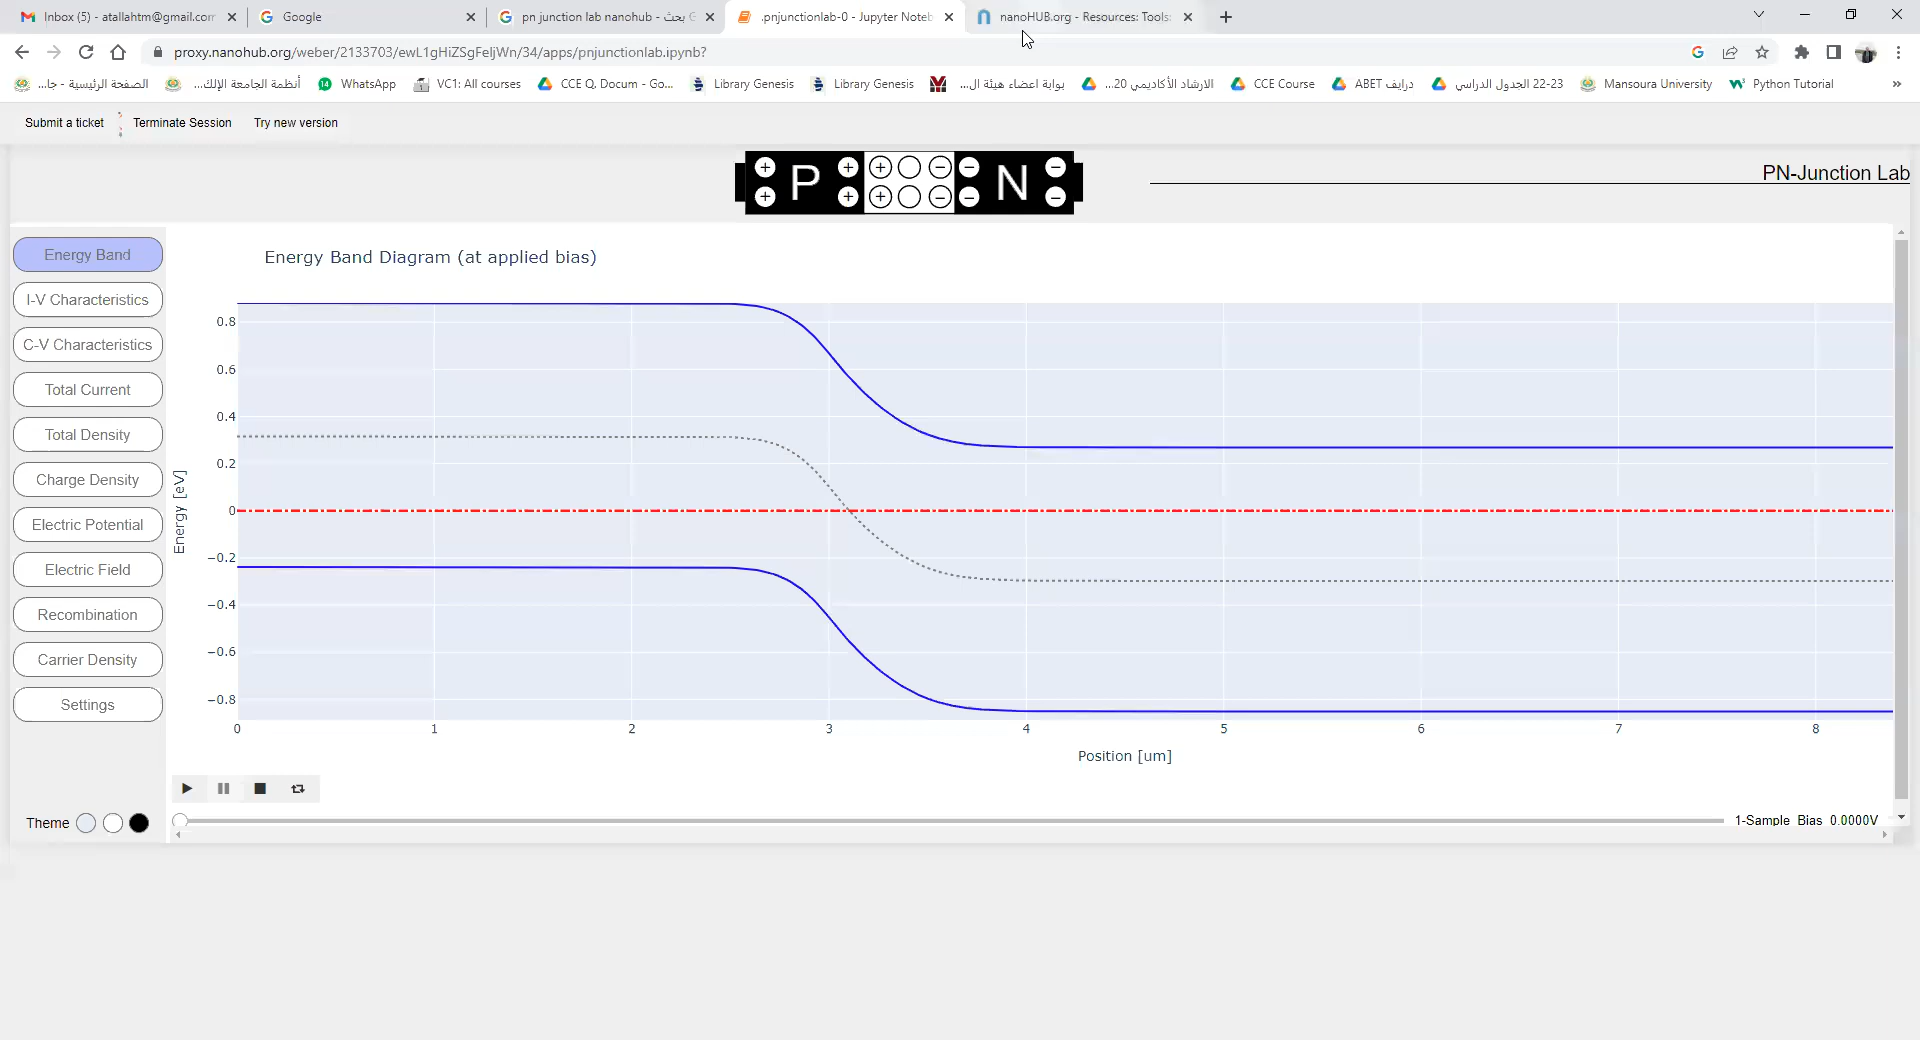 Inbox (5) - atallahtm@gmail.com
Google
pn junction lab nanohub - بحث G
.pnjunctionlab-0 - Jupyter Noteb
nanoHUB.org - Resources: Tools:
proxy.nanohub.org/weber/2133703/ewL1gHiZSgFeljWn/34/apps/pnjunctionlab.ipynb?
الصفحة الرئيسية - جا...
أنظمة الجامعة الإلك...
WhatsApp
VC1: All courses
CCE Q, Docum - Go...
Library Genesis
Library Genesis
بوابة اعضاء هيئة ال...
الارشاد الأكاديمي 20...
CCE Course
درايف ABET
الجدول الدراسي 22-23
Mansoura University
Python Tutorial
»
Submit a ticket
Terminate Session
Try new version
P
N
PN-Junction Lab
Energy Band
I-V Characteristics
C-V Characteristics
Total Current
Total Density
Charge Density
Electric Potential
Electric Field
Recombination
Carrier Density
Settings
Theme
Energy Band Diagram (at applied bias)
0.8
0.6
0.4
0.2
0
−0.2
−0.4
−0.6
−0.8
Energy [eV]
0 1 2 3 4 5 6 7 8
Position [um]
1-Sample Bias 0.0000V